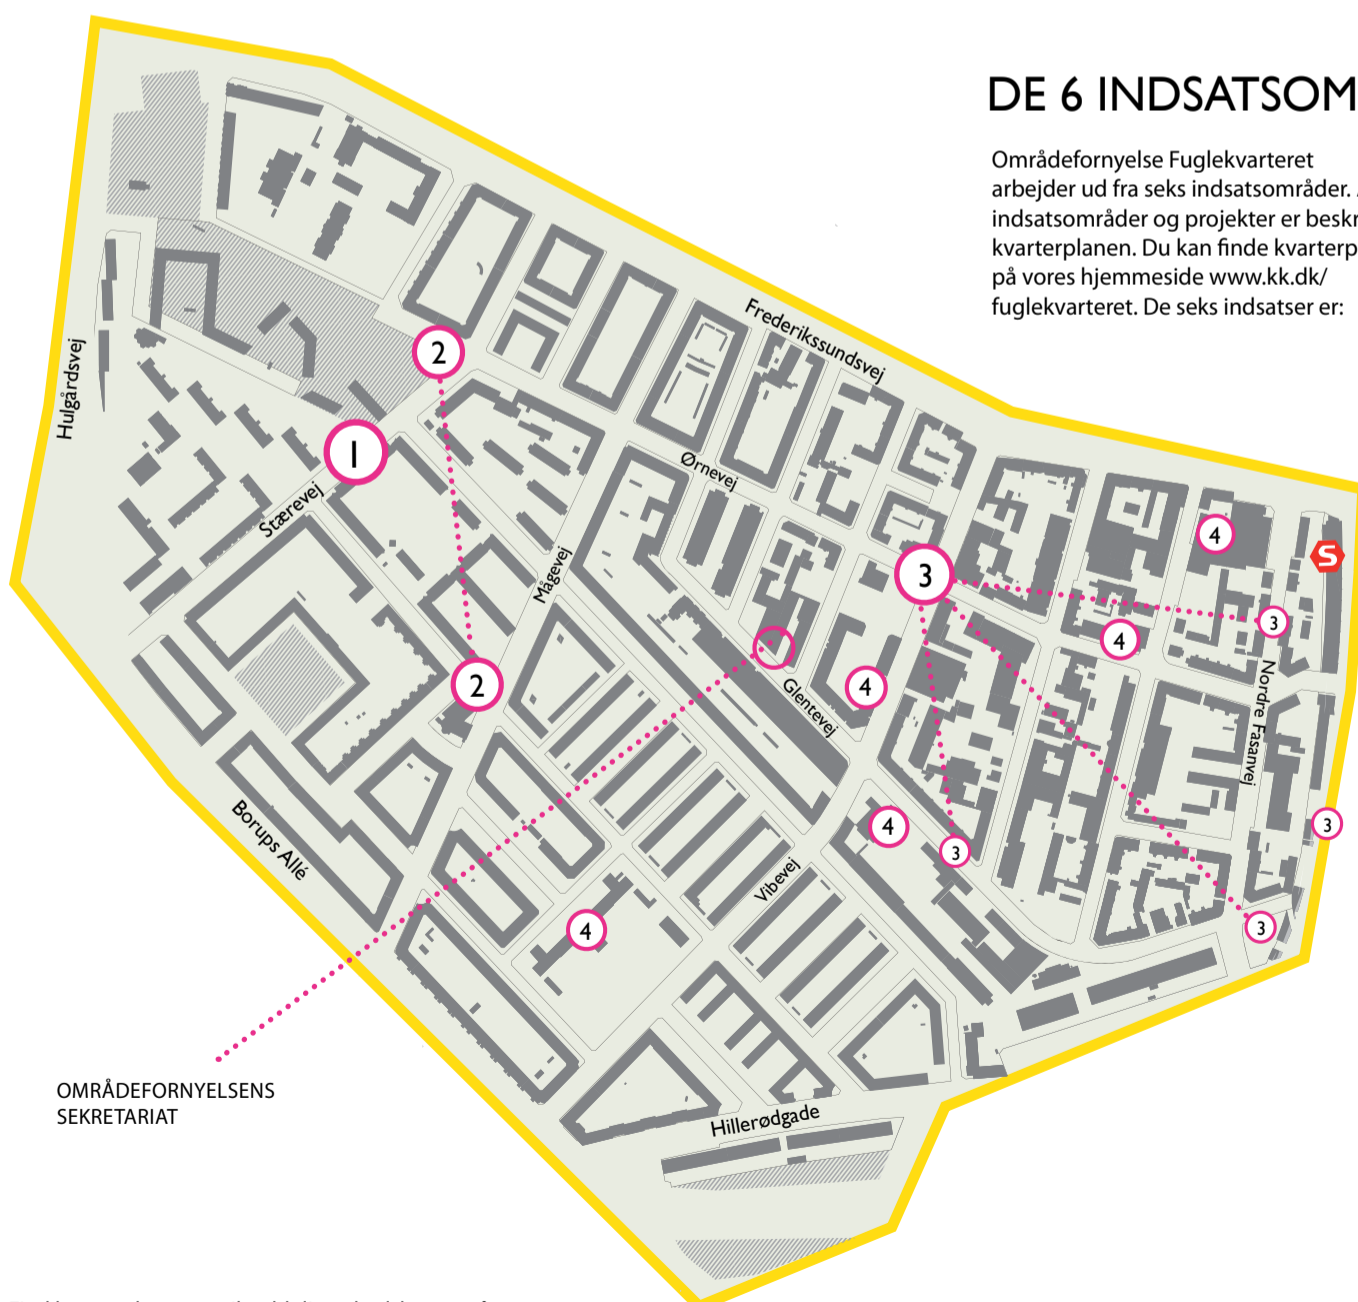 DE 6 INDSATSOM
Områdefornyelse Fuglekvarteret
arbejder ud fra seks indsatsområder.
indsatsområder og projekter er beskr
kvarterplanen. Du kan finde kvarterp
på vores hjemmeside www.kk.dk/
fuglekvarteret. De seks indsatser er:
Frederikssundsvej
Hulgårdsvej
2
1
Stærevej
Ørnevej
Mågevej
4
S
3
3
4
2
4
Glentevej
Nordre Fasanvej
Borups Allé
4
3
3
Vibevej
4
3
OMRÅDEFORNYELSENS
SEKRETARIAT
Hillerødgade